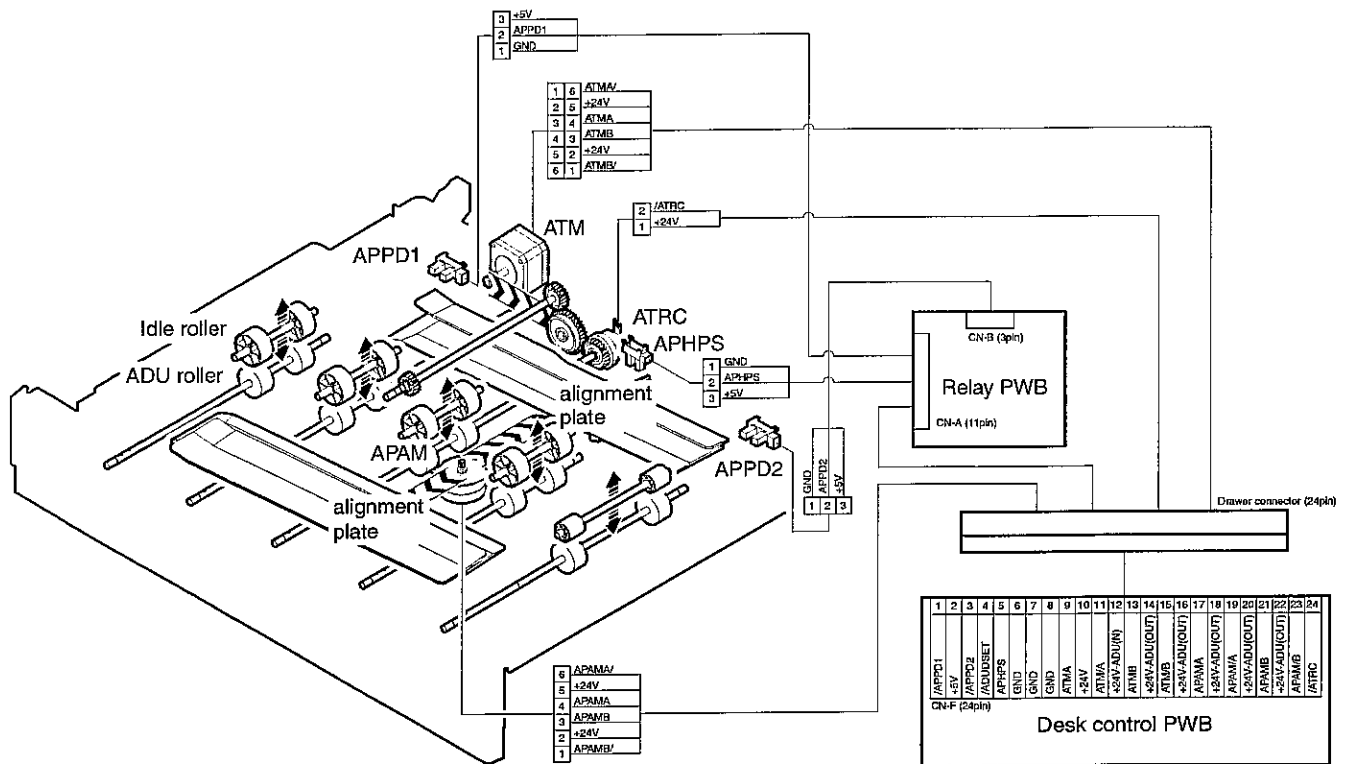 3 +5V
2 APPD1
1 GND
1 6 ATMA/
2 5 +24V
3 4 ATMA
4 3 ATMB
5 2 +24V
6 1 ATMB/
2 /ATRC
1 +24V
ATM
APPD1
ATRC
APHPS
Idle roller
ADU roller
1 GND
2 APHPS
3 +5V
CN-B (3pin)
Relay PWB
CN-A (11pin)
alignment
plate
APAM
APPD2
GND
APPD2
+5V
1 2 3
alignment
plate
Drawer connector (24pin)
1 2 3 4 5 6 7 8 9 10 11 12 13 14 15 16 17 18 19 20 21 22 23 24
/APPD1
+5V
/APPD2
/ADUDSET
APHPS
GND
GND
GND
ATMA
+24V
ATM/A
+24V-ADU(IN)
ATMB
+24V-ADU(OUT)
ATM/B
+24V-ADU(OUT)
APAMA
+24V-ADU(OUT)
APAM/A
+24V-ADU(OUT)
APAMB
+24V-ADU(OUT)
APAM/B
/ATRC
CN-F (24pin)
Desk control PWB
6 APAMA/
5 +24V
4 APAMA
3 APAMB
2 +24V
1 APAMB/